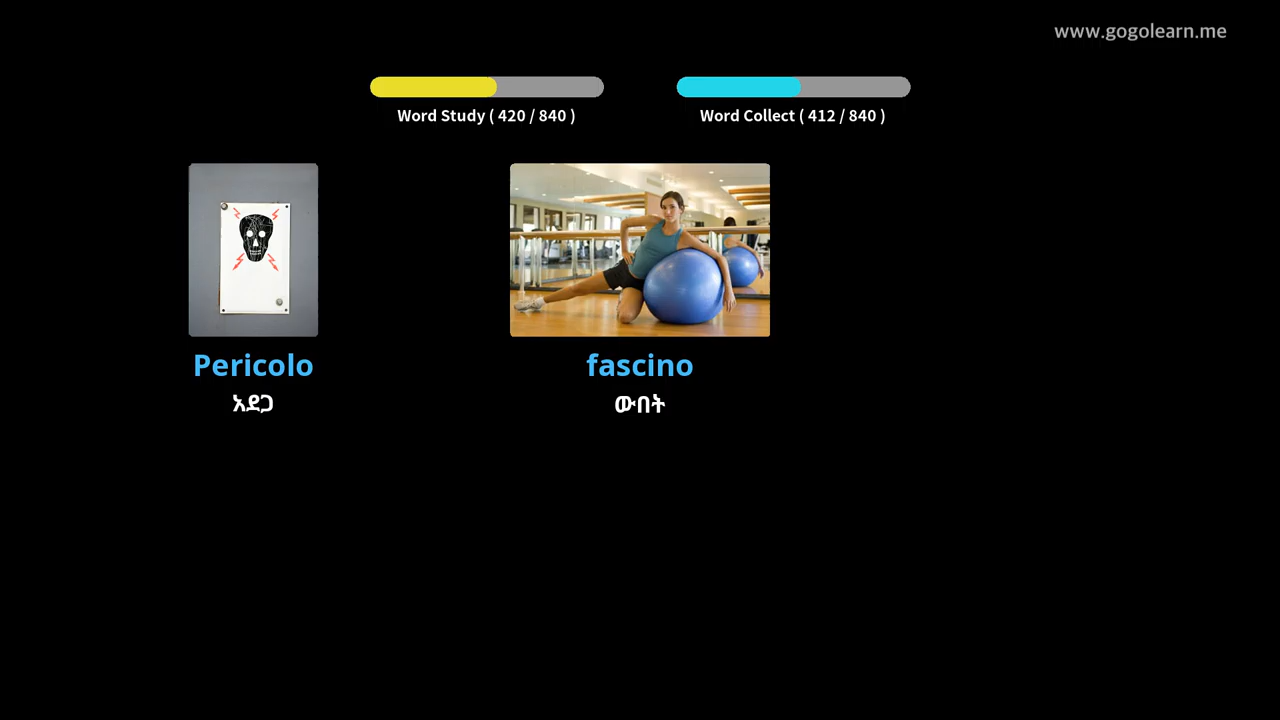 www.gogolearn.me
Word Study ( 420 / 840 )
Word Collect ( 412 / 840 )
Pericolo
fascino
አደጋ
ውበት